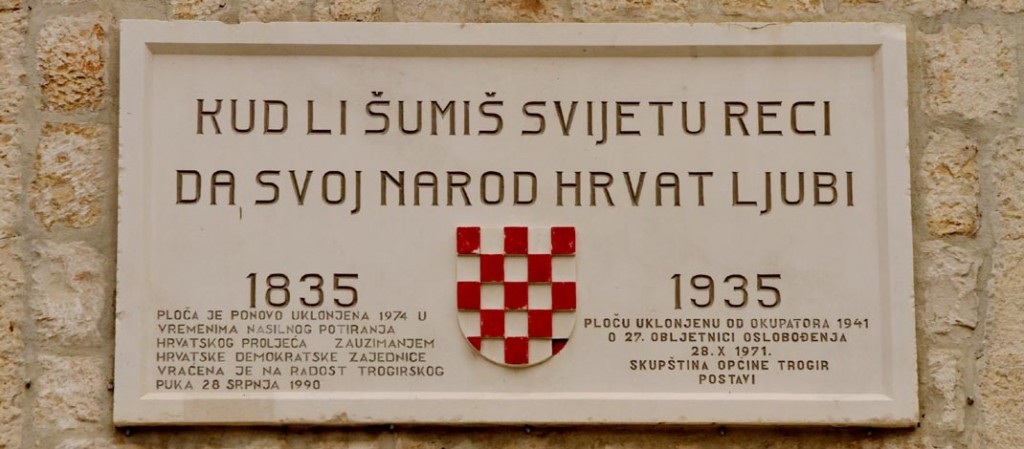 KUD LI ŠUMIŠ SVIJETU RECI
DA SVOJ NAROD HRVAT LJUBI
1835
PLOČA JE PONOVO UKLONJENA 1974 U
VREMENIMA NASILNOG POTIRANJA
HRVATSKOG PROLJEĆA ZAUZIMANJEM
HRVATSKE DEMOKRATSKE ZAJEDNICE
VRAĆENA JE NA RADOST TROGIRSKOG
PUKA 28 SRPNJA 1990
1935
PLOČU UKLONJENU OD OKUPATORA 1941
O 27. OBLJETNICI OSLOBOĐENJA
28. X 1971.
SKUPŠTINA OPĆINE TROGIR
POSTAVI